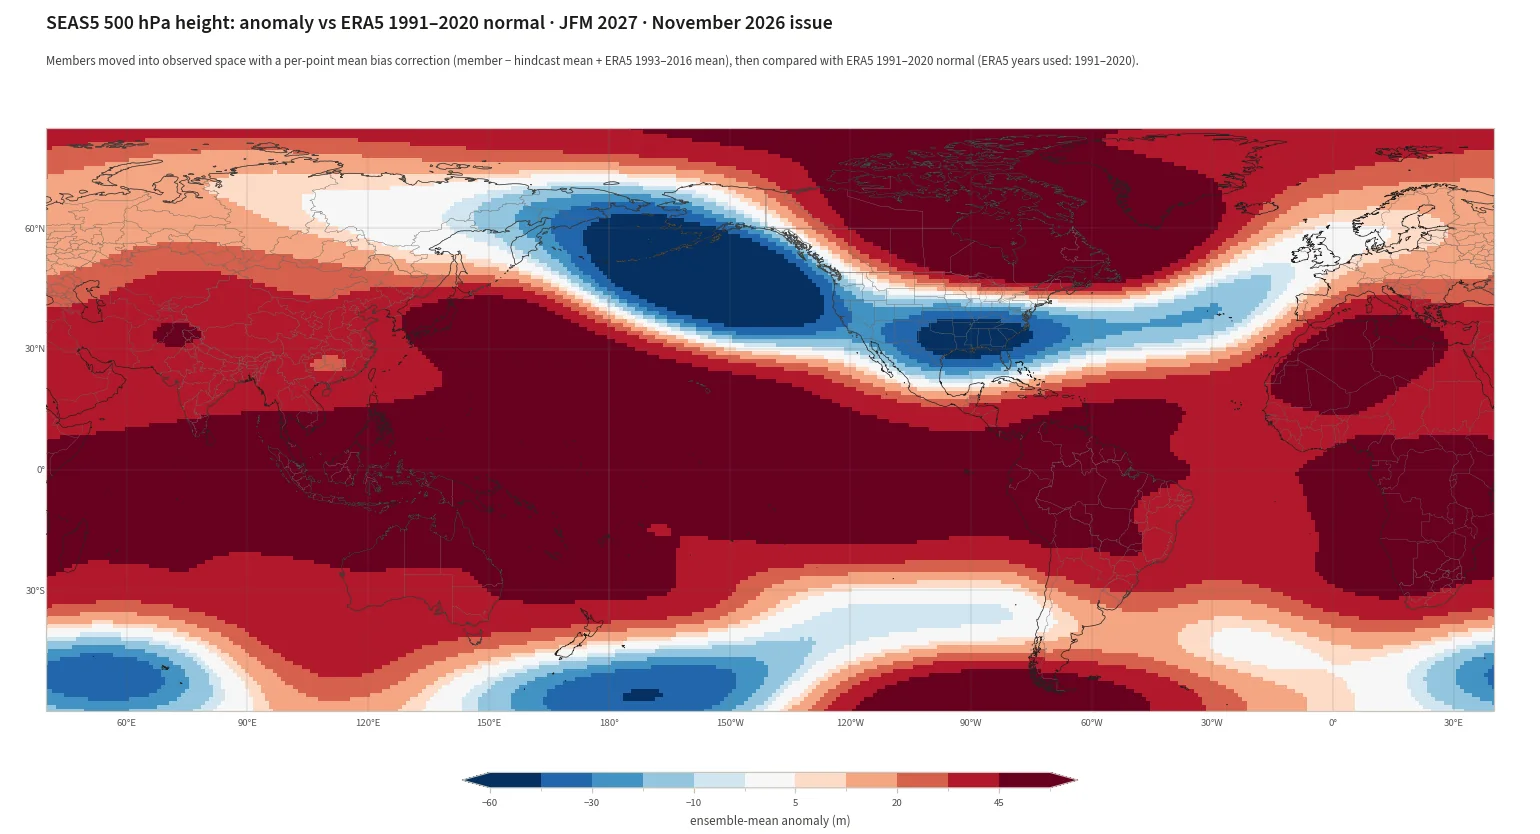 SEAS5 500 hPa height: anomaly vs ERA5 1991–2020 normal · JFM 2027 · November 2026 issue
Members moved into observed space with a per-point mean bias correction (member − hindcast mean + ERA5 1993–2016 mean), then compared with ERA5 1991–2020 normal (ERA5 years used: 1991–2020).
60°N
30°N
0°
30°S
60°E 90°E 120°E 150°E 180° 150°W 120°W 90°W 60°W 30°W 0° 30°E
−60 −30 −10 5 20 45
ensemble-mean anomaly (m)